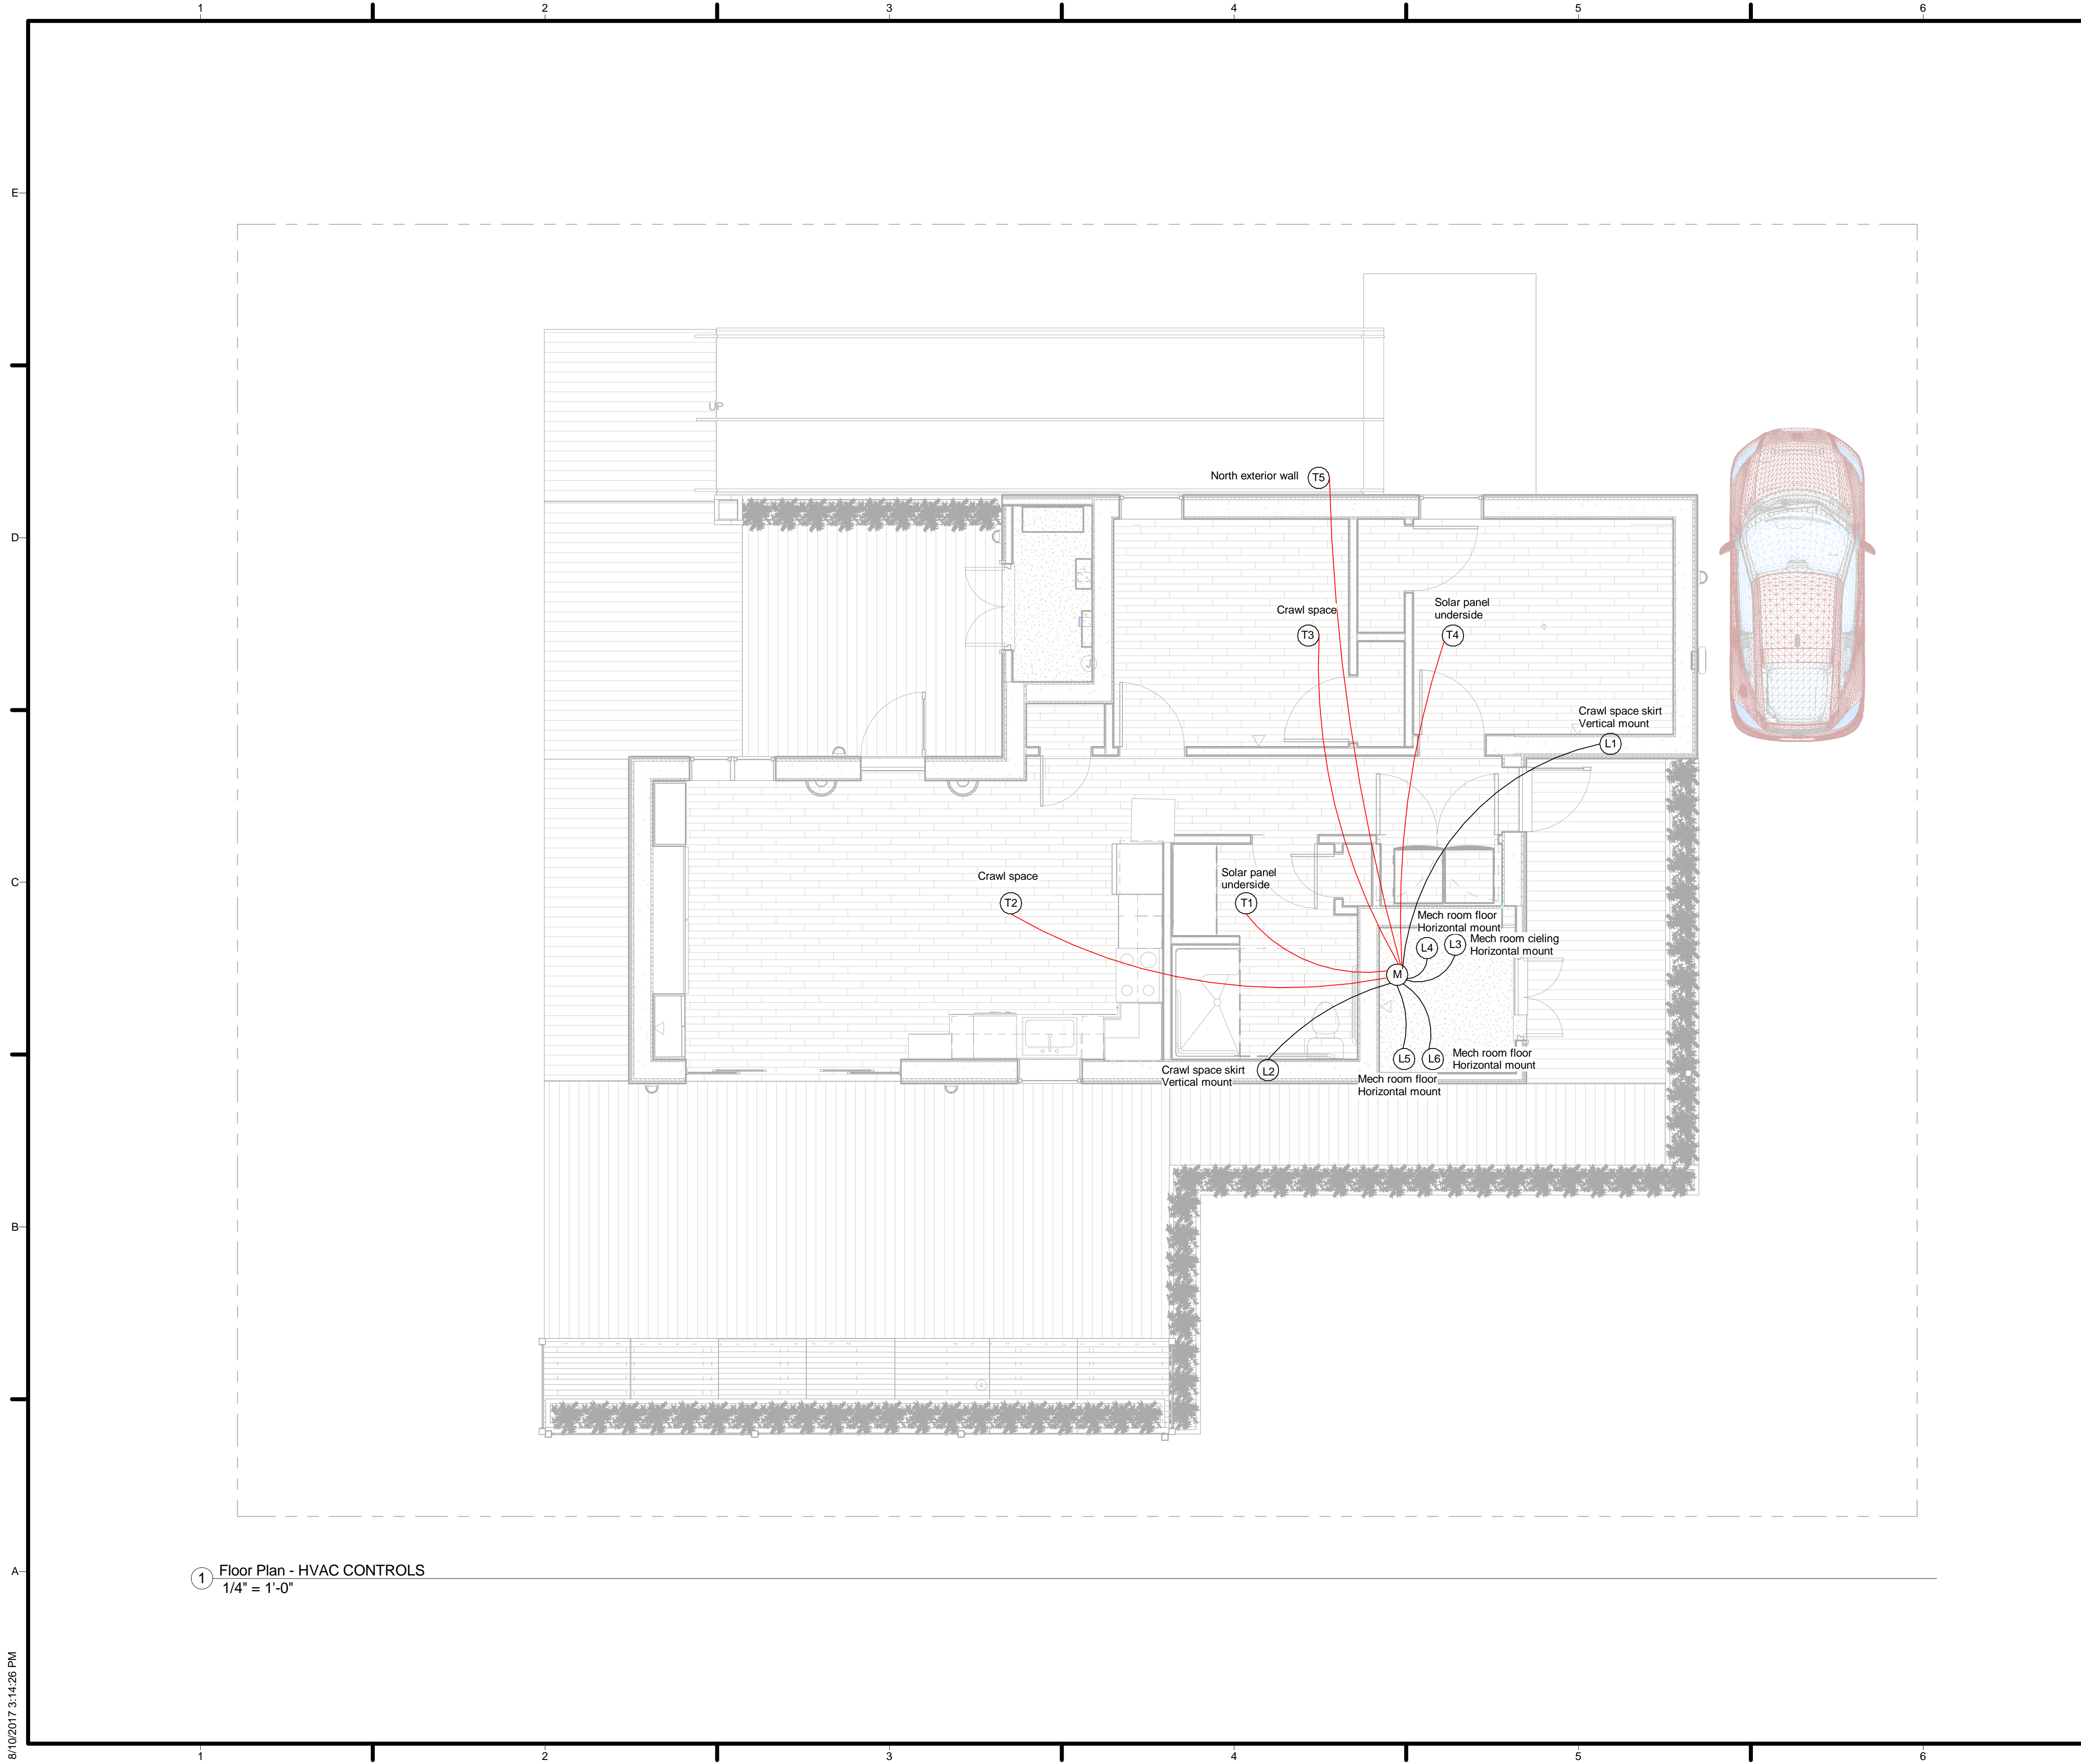 1 2 3 4 5 6
E
D
C
B
A
UP
North exterior wall T5
Crawl space
T3
Solar panel
underside
T4
J
Crawl space skirt
Vertical mount
L1
Crawl space
T2
Solar panel
underside
T1
Mech room floor
Horizontal mount
L4
L3 Mech room cieling
Horizontal mount
M
Crawl space skirt
Vertical mount
L2
L5
Mech room floor
Horizontal mount
L6 Mech room floor
Horizontal mount
1 Floor Plan - HVAC CONTROLS
1/4" = 1'-0"
8/10/2017 3:14:26 PM
1 2 3 4 5 6